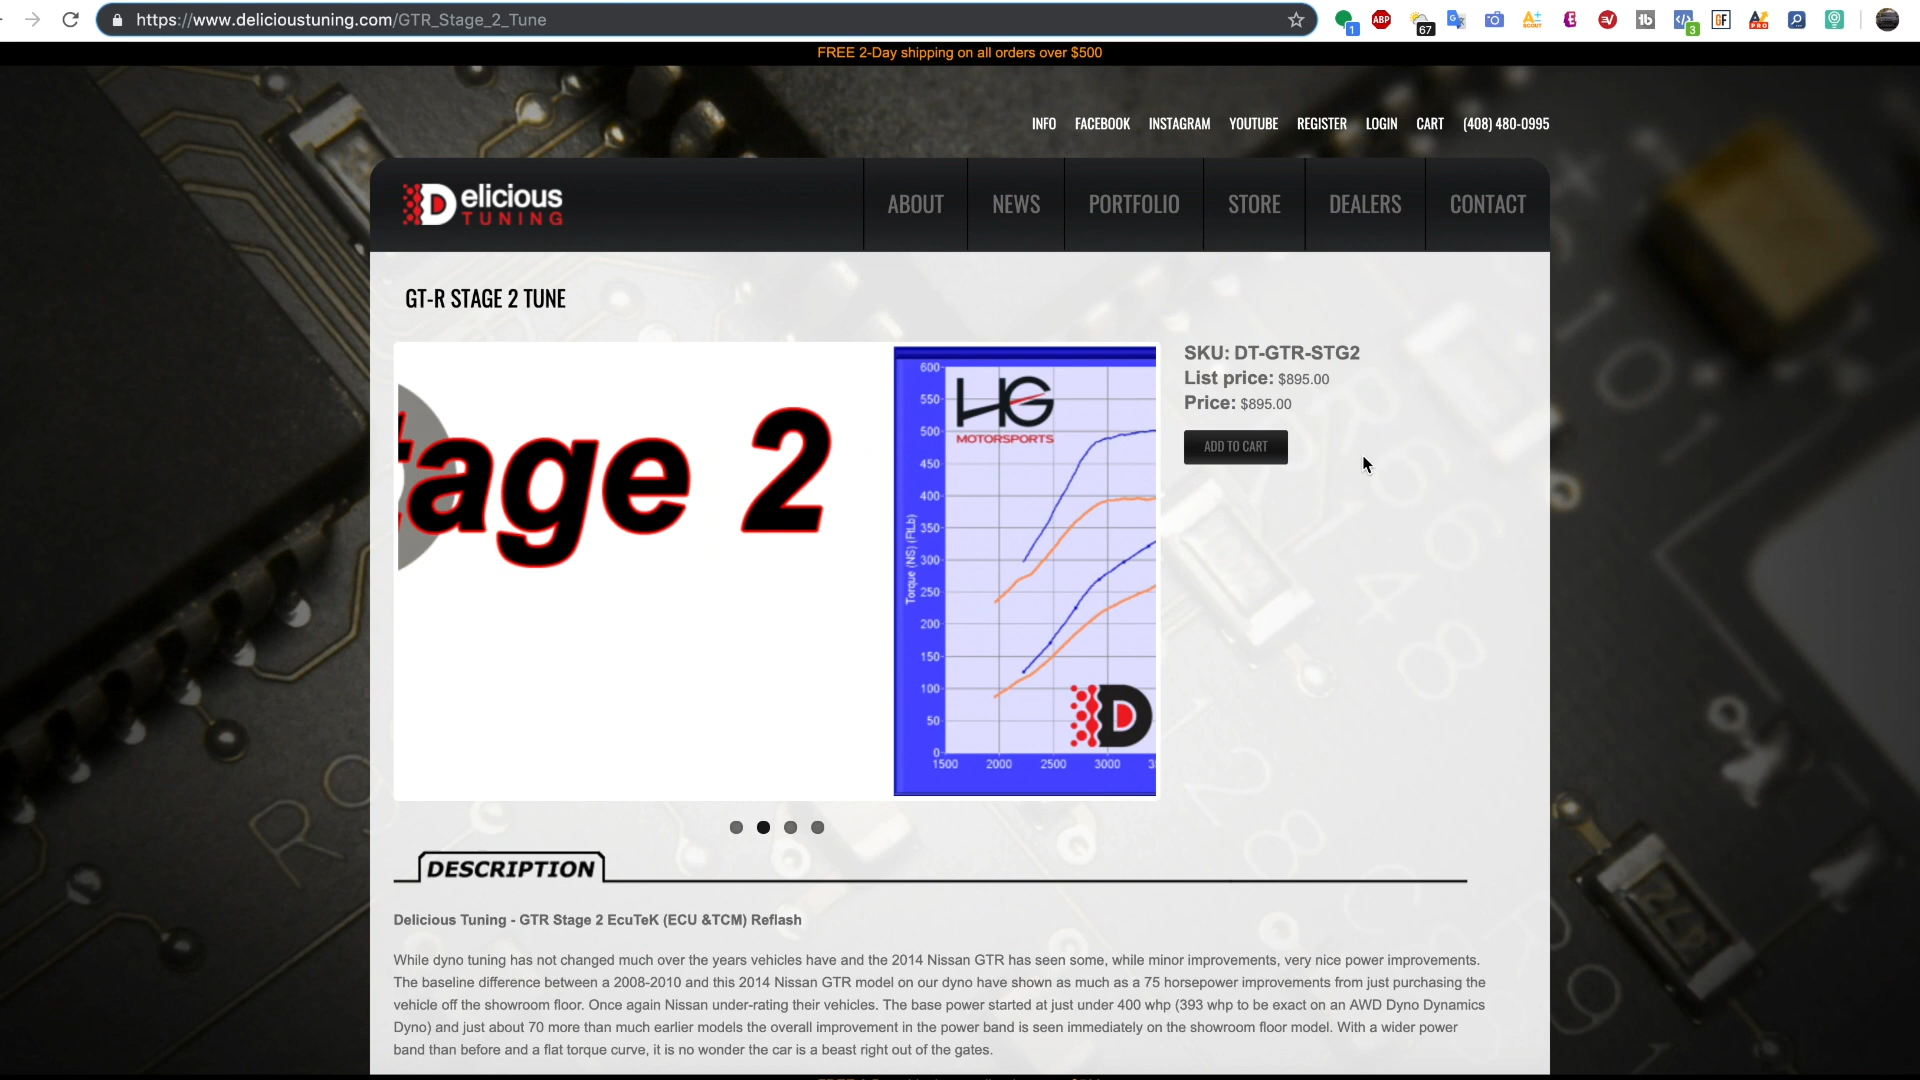 https://www.delicioustuning.com/GTR_Stage_2_Tune
1
ABP
67
A+
SCOUT
3
GF
PRO
FREE 2-Day shipping on all orders over $500
INFO FACEBOOK INSTAGRAM YOUTUBE REGISTER LOGIN CART (408) 480-0995
Delicious
TUNING
ABOUT NEWS PORTFOLIO STORE DEALERS CONTACT
GT-R STAGE 2 TUNE
tage 2
HG
MOTORSPORTS
Torque (NS) (FtLb)
600
550
500
450
400
350
300
250
200
150
100
50
0
1500 2000 2500 3000
D
SKU: DT-GTR-STG2
List price: $895.00
Price: $895.00
ADD TO CART
DESCRIPTION
Delicious Tuning - GTR Stage 2 EcuTeK (ECU &TCM) Reflash
While dyno tuning has not changed much over the years vehicles have and the 2014 Nissan GTR has seen some, while minor improvements, very nice power improvements.
The baseline difference between a 2008-2010 and this 2014 Nissan GTR model on our dyno have shown as much as a 75 horsepower improvements from just purchasing the
vehicle off the showroom floor. Once again Nissan under-rating their vehicles. The base power started at just under 400 whp (393 whp to be exact on an AWD Dyno Dynamics
Dyno) and just about 70 more than much earlier models the overall improvement in the power band is seen immediately on the showroom floor model. With a wider power
band than before and a flat torque curve, it is no wonder the car is a beast right out of the gates.